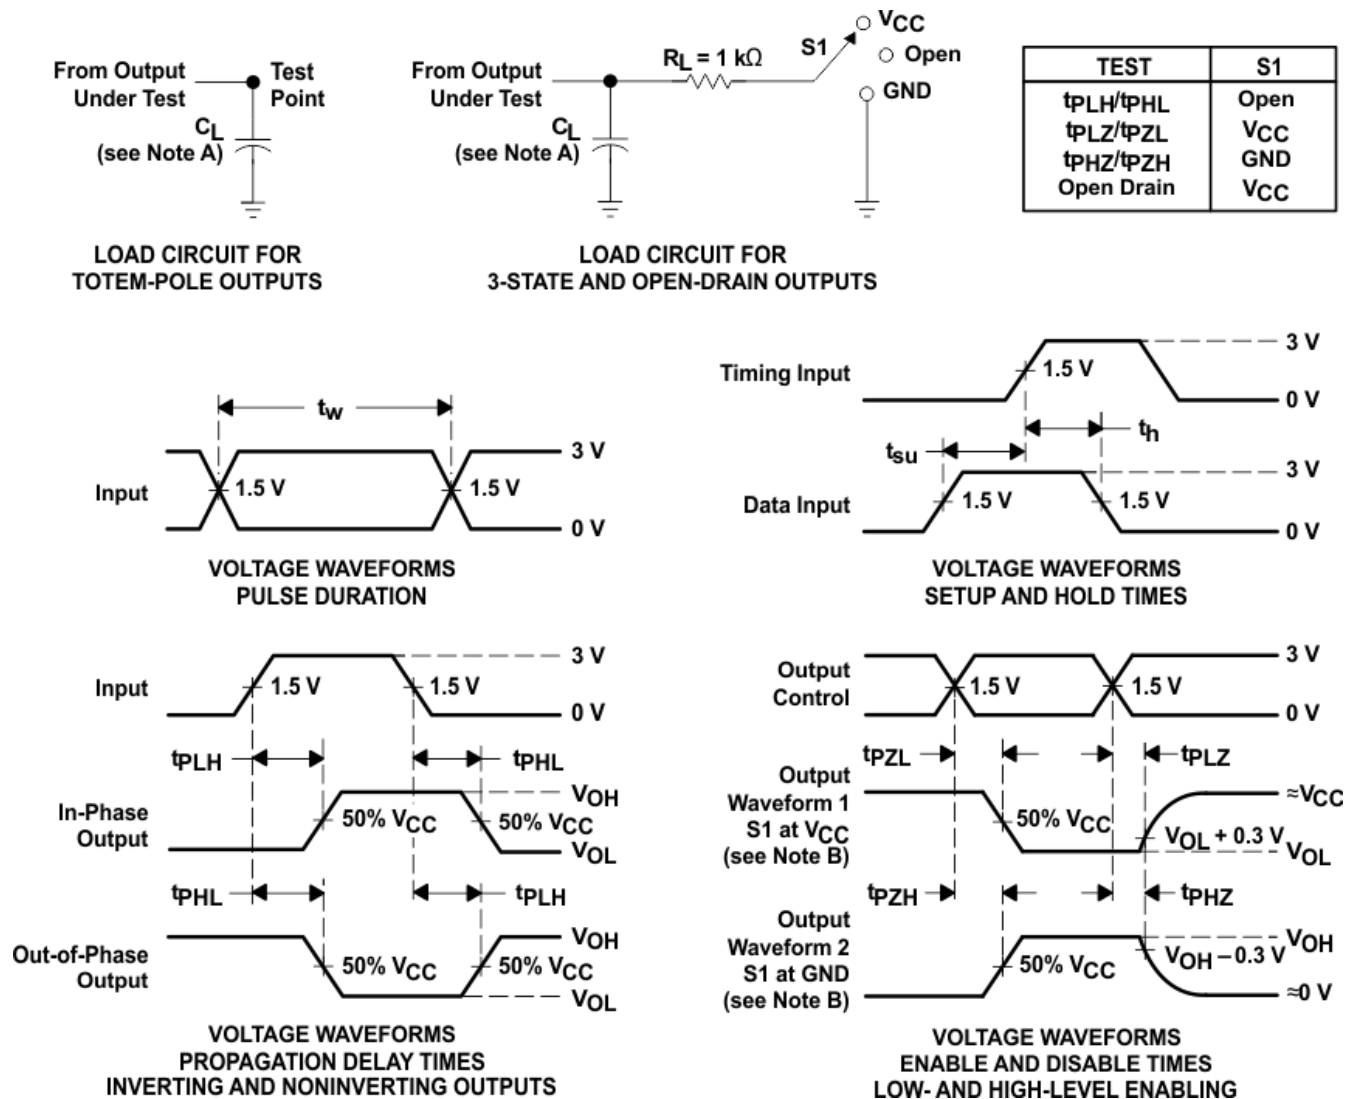 From Output
Under Test
Test
Point
CL
(see Note A)
LOAD CIRCUIT FOR
TOTEM-POLE OUTPUTS
From Output
Under Test
RL = 1 kΩ
S1
VCC
Open
GND
CL
(see Note A)
LOAD CIRCUIT FOR
3-STATE AND OPEN-DRAIN OUTPUTS
TEST S1
tPLH/tPHL Open
tPLZ/tPZL VCC
tPHZ/tPZH GND
Open Drain VCC
tw
3 V
Input
1.5 V
1.5 V
0 V
VOLTAGE WAVEFORMS
PULSE DURATION
Timing Input
1.5 V
3 V
0 V
th
tsu
Data Input
1.5 V
1.5 V
3 V
0 V
VOLTAGE WAVEFORMS
SETUP AND HOLD TIMES
Input
1.5 V
1.5 V
3 V
0 V
tPLH
tPHL
In-Phase
Output
50% VCC
VOH
50% VCC
VOL
tPHL
tPLH
Out-of-Phase
Output
50% VCC
VOH
50% VCC
VOL
VOLTAGE WAVEFORMS
PROPAGATION DELAY TIMES
INVERTING AND NONINVERTING OUTPUTS
Output
Control
1.5 V
1.5 V
3 V
0 V
tPZL
tPLZ
Output
Waveform 1
S1 at VCC
(see Note B)
50% VCC
≈VCC
VOL + 0.3 V
VOL
tPZH
tPHZ
Output
Waveform 2
S1 at GND
(see Note B)
50% VCC
VOH
VOH – 0.3 V
≈0 V
VOLTAGE WAVEFORMS
ENABLE AND DISABLE TIMES
LOW- AND HIGH-LEVEL ENABLING